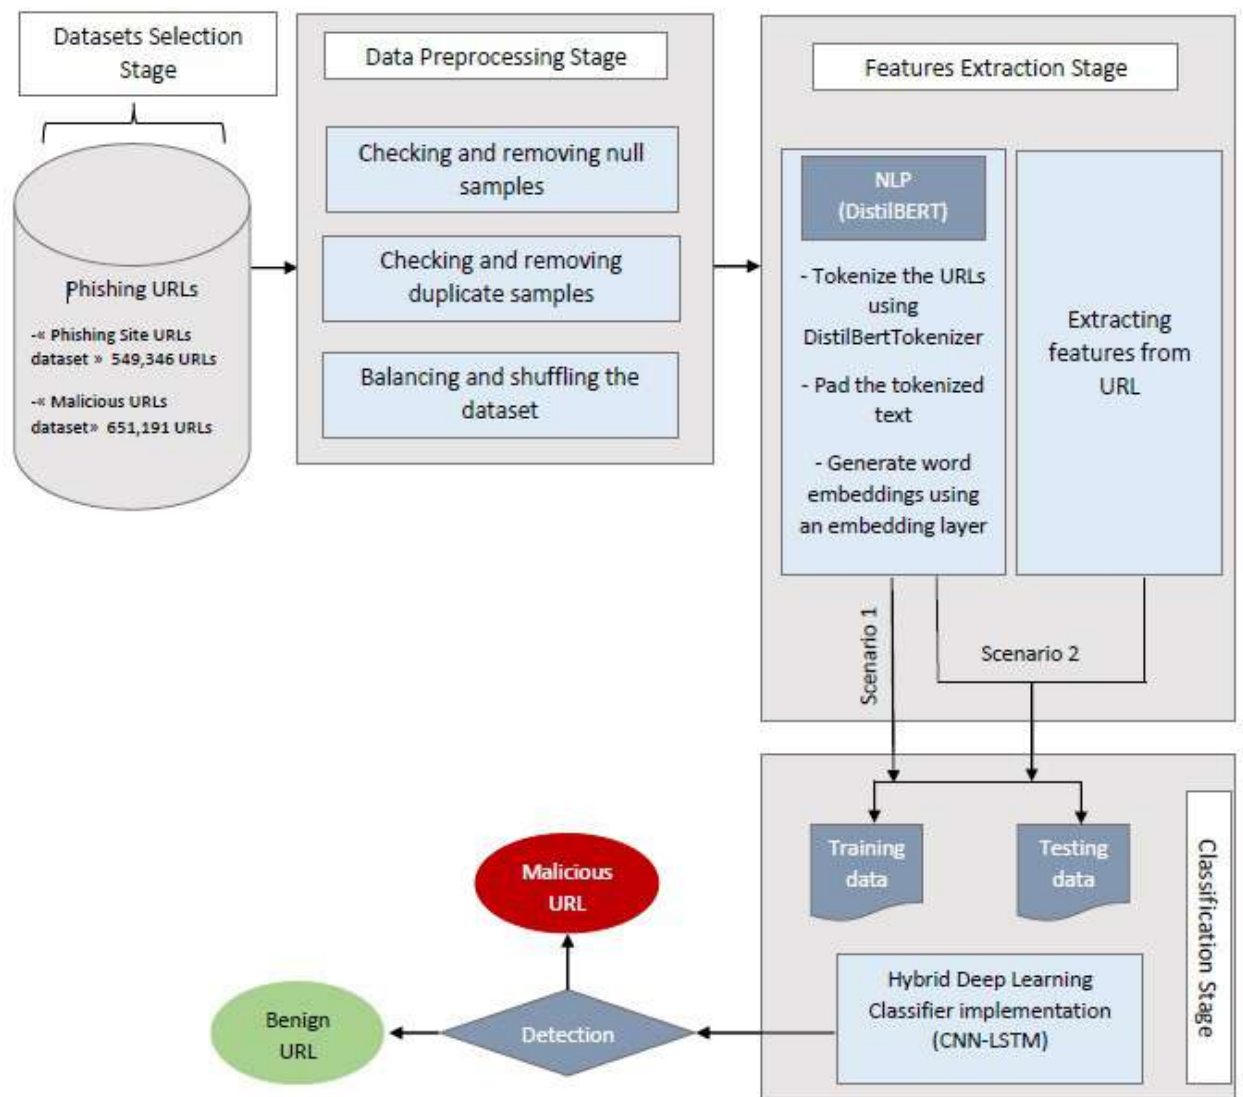 Datasets Selection
Stage
Phishing URLs
-« Phishing Site URLs
dataset » 549,346 URLs
-« Malicious URLs
dataset» 651,191 URLs
Data Preprocessing Stage
Checking and removing null
samples
Checking and removing
duplicate samples
Balancing and shuffling the
dataset
Features Extraction Stage
NLP
(DistilBERT)
- Tokenize the URLs
using
DistilBertTokenizer
- Pad the tokenized
text
- Generate word
embeddings using
an embedding layer
Extracting
features from
URL
Scenario 1
Scenario 2
Training
data
Testing
data
Classification Stage
Hybrid Deep Learning
Classifier implementation
(CNN-LSTM)
Detection
Malicious
URL
Benign
URL